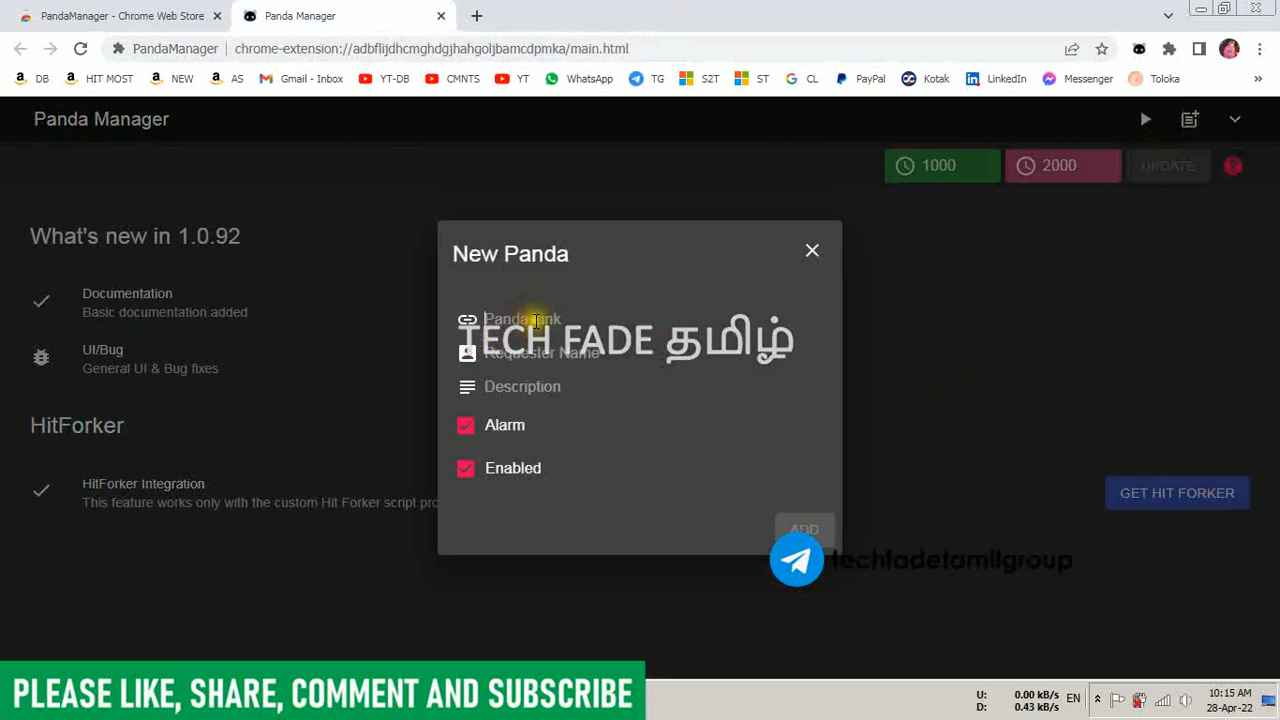 PandaManager - Chrome Web Store
Panda Manager
PandaManager
chrome-extension://adbflijdhcmghdgjhahgoljbamcdpmka/main.html
DB
HIT MOST
NEW
AS
Gmail - Inbox
YT-DB
CMNTS
YT
WhatsApp
TG
S2T
ST
CL
PayPal
Kotak
LinkedIn
Messenger
Toloka
»
Panda Manager
1000
2000
UPDATE
What's new in 1.0.92
Documentation
Basic documentation added
UI/Bug
General UI & Bug fixes
HitForker
HitForker Integration
This feature works only with the custom Hit Forker script pro
GET HIT FORKER
New Panda
Panda Link
TECH FADE தமிழ்
Requester Name
Description
Alarm
Enabled
ADD
techfadetamilgroup
PLEASE LIKE, SHARE, COMMENT AND SUBSCRIBE
U: 0.00 kB/s
D: 0.43 kB/s
EN
10:15 AM
28-Apr-22